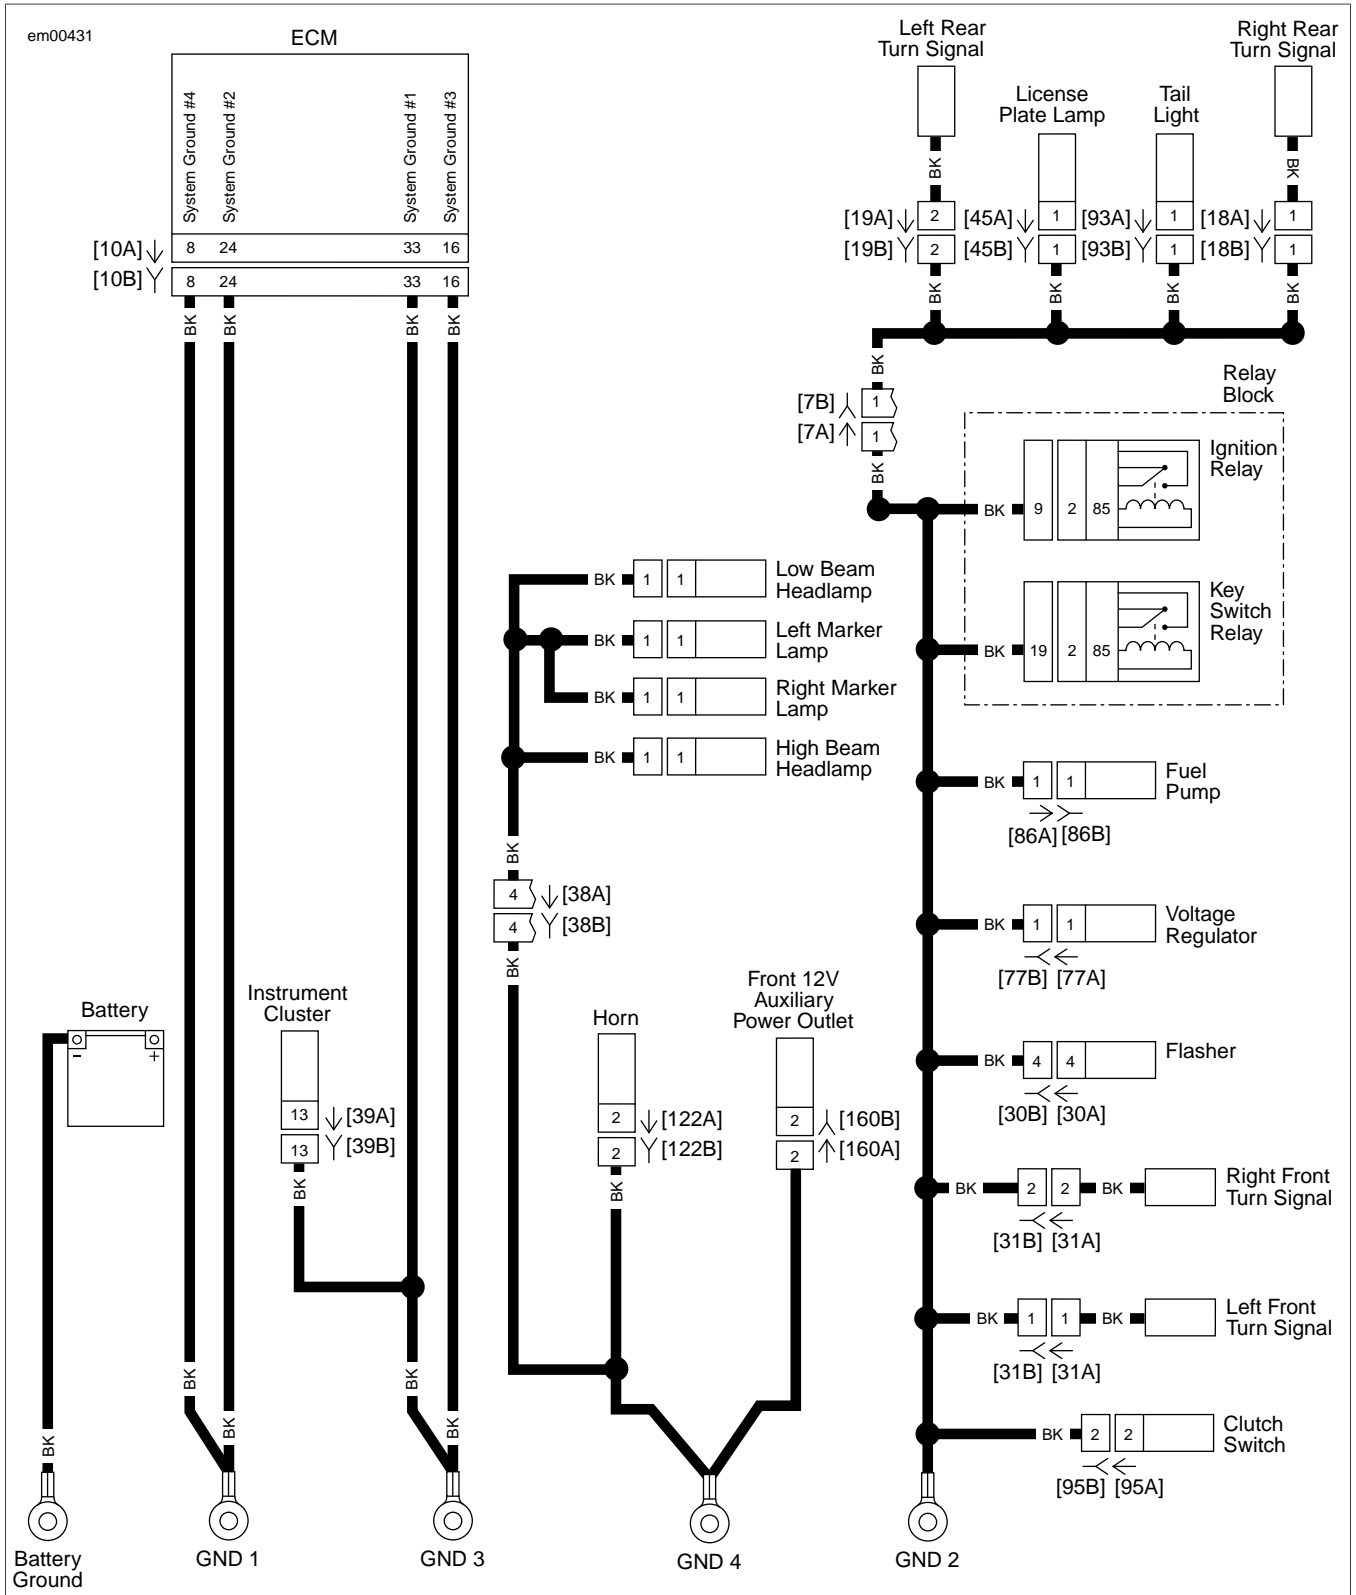 em00431
ECM
System Ground #4
System Ground #2
System Ground #1
System Ground #3
[10A] 8 24 33 16
[10B] 8 24 33 16
BK BK BK BK
Left Rear
Turn Signal
License
Plate Lamp
Tail
Light
Right Rear
Turn Signal
BK BK
[19A] 2 [45A] 1 [93A] 1 [18A] 1
[19B] 2 [45B] 1 [93B] 1 [18B] 1
BK BK BK BK
BK
[7B] 1
[7A] 1
BK
Relay
Block
BK 9 2 85
Ignition
Relay
BK 19 2 85
Key
Switch
Relay
BK 1 1
Low Beam
Headlamp
BK 1 1
Left Marker
Lamp
BK 1 1
Right Marker
Lamp
BK 1 1
High Beam
Headlamp
BK
4 [38A]
4 [38B]
BK
BK 1 1
Fuel
Pump
[86A] [86B]
BK 1 1
Voltage
Regulator
[77B] [77A]
BK 4 4
Flasher
[30B] [30A]
BK 2 2 BK
Right Front
Turn Signal
[31B] [31A]
BK 1 1 BK
Left Front
Turn Signal
[31B] [31A]
BK 2 2
Clutch
Switch
[95B] [95A]
Battery
- +
Instrument
Cluster
13 [39A]
13 [39B]
BK
Horn
2 [122A]
2 [122B]
BK
Front 12V
Auxiliary
Power Outlet
2 [160B]
2 [160A]
BK BK
BK BK BK
Battery
Ground
GND 1
GND 3
GND 4
GND 2